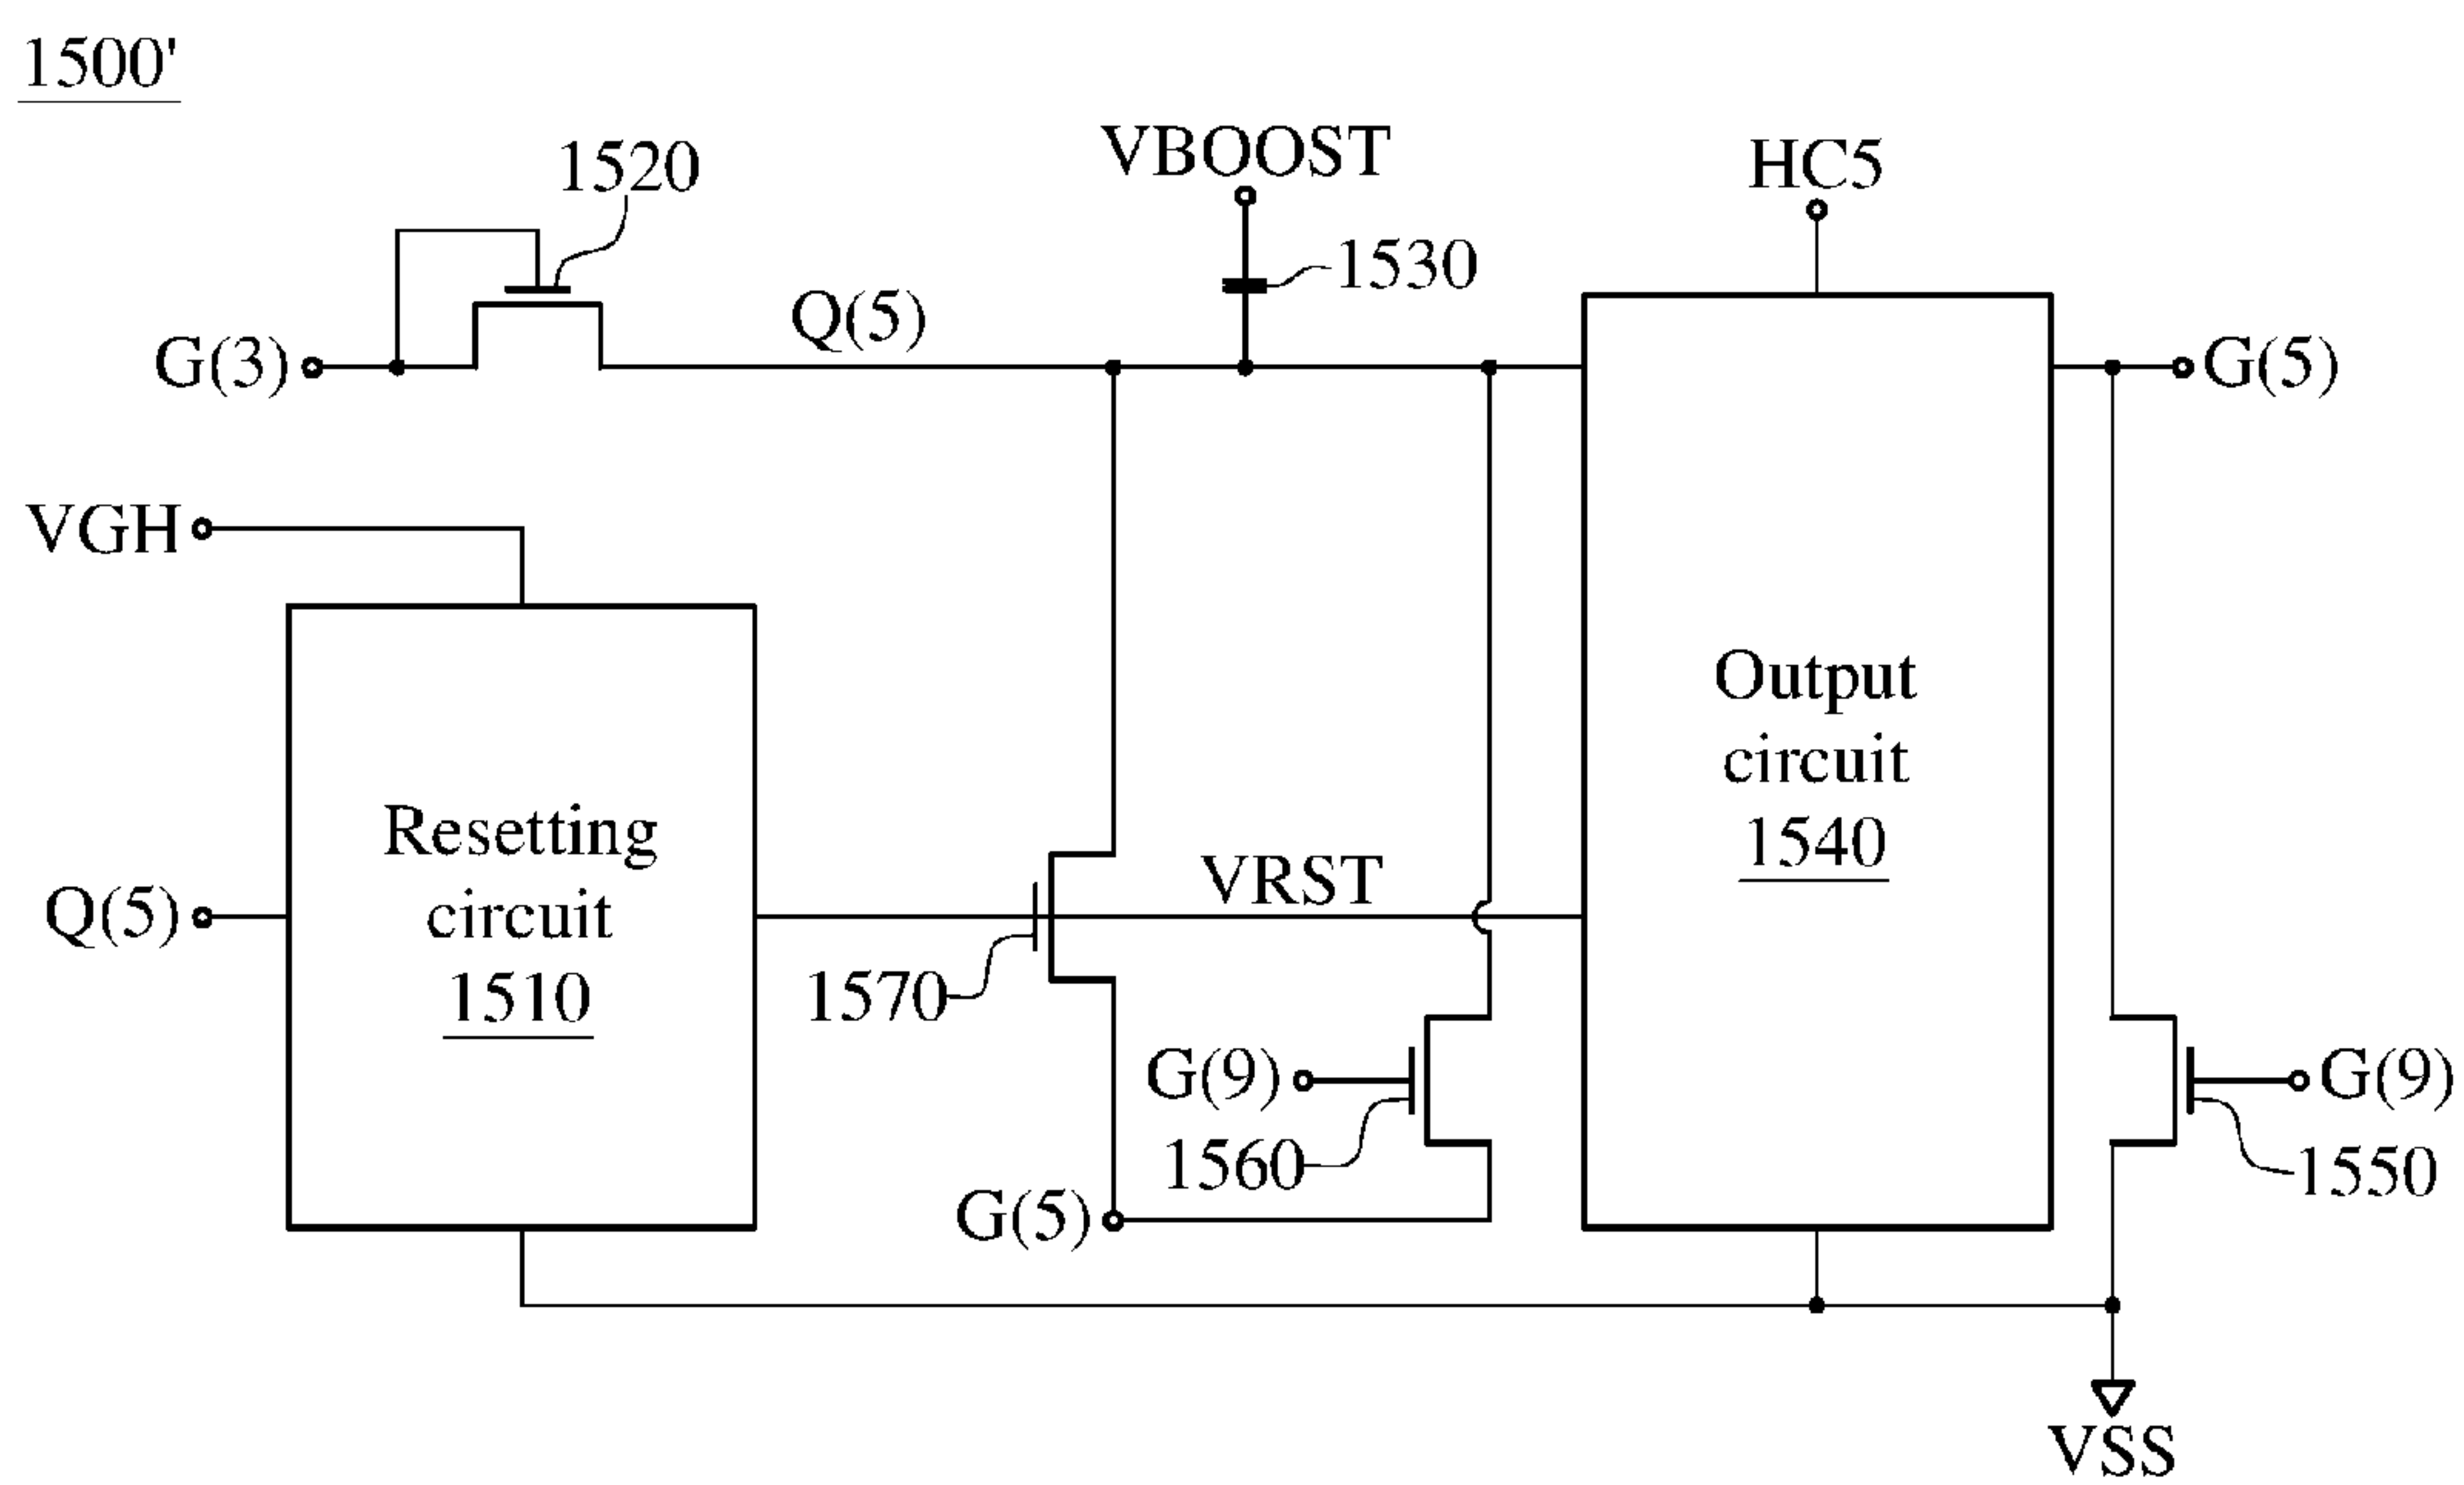 1500'
1520
VBOOST
HC5
1530
Q(5)
G(3)
G(5)
VGH
Output
circuit
1540
Resetting
circuit
1510
VRST
Q(5)
1570
G(9)
G(9)
1560
1550
G(5)
VSS